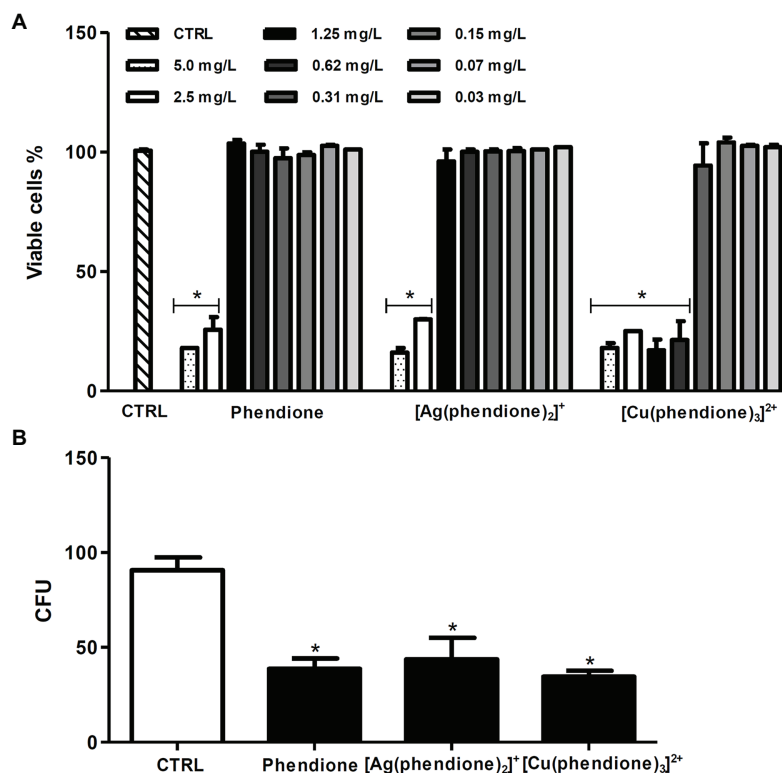 A
150
100
50
0
Viable cells %
CTRL
5.0 mg/L
2.5 mg/L
1.25 mg/L
0.62 mg/L
0.31 mg/L
0.15 mg/L
0.07 mg/L
0.03 mg/L
*
*
*
CTRL Phendione [Ag(phendione)₂]⁺ [Cu(phendione)₃]²⁺
B
150
100
50
0
CFU
*
*
*
CTRL Phendione [Ag(phendione)₂]⁺ [Cu(phendione)₃]²⁺